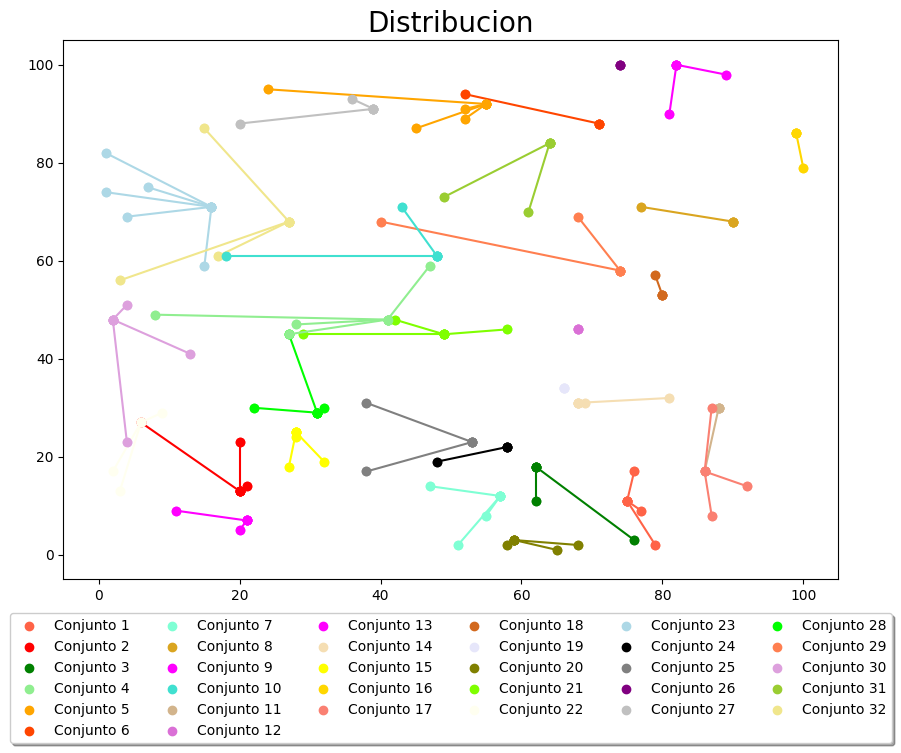 Distribucion
100
80
60
40
20
0
0 20 40 60 80 100
Conjunto 1 Conjunto 7 Conjunto 13 Conjunto 18 Conjunto 23 Conjunto 28
Conjunto 2 Conjunto 8 Conjunto 14 Conjunto 19 Conjunto 24 Conjunto 29
Conjunto 3 Conjunto 9 Conjunto 15 Conjunto 20 Conjunto 25 Conjunto 30
Conjunto 4 Conjunto 10 Conjunto 16 Conjunto 21 Conjunto 26 Conjunto 31
Conjunto 5 Conjunto 11 Conjunto 17 Conjunto 22 Conjunto 27 Conjunto 32
Conjunto 6 Conjunto 12